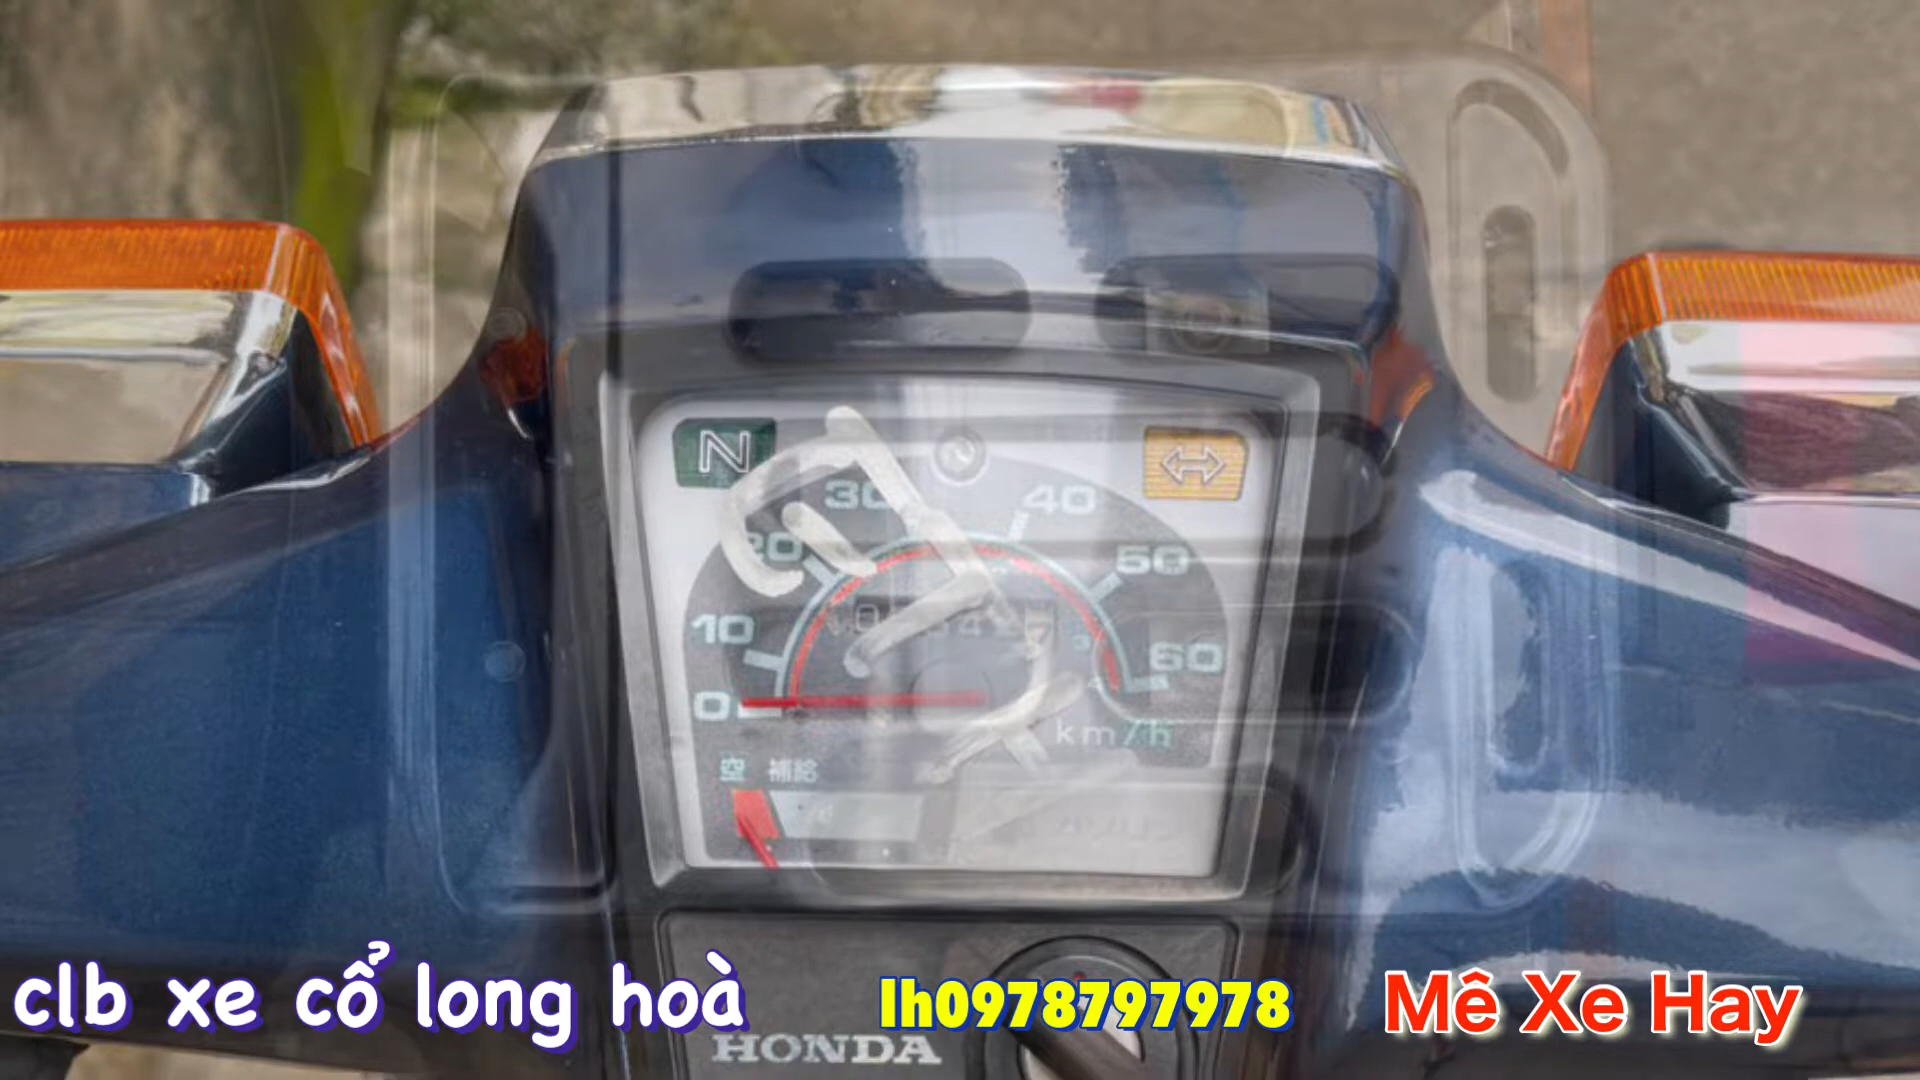 N
30
40
20
50
10
60
0
km/h
空 補給
clb xe cổ long hoà
lh0978797978
Mê Xe Hay
HONDA